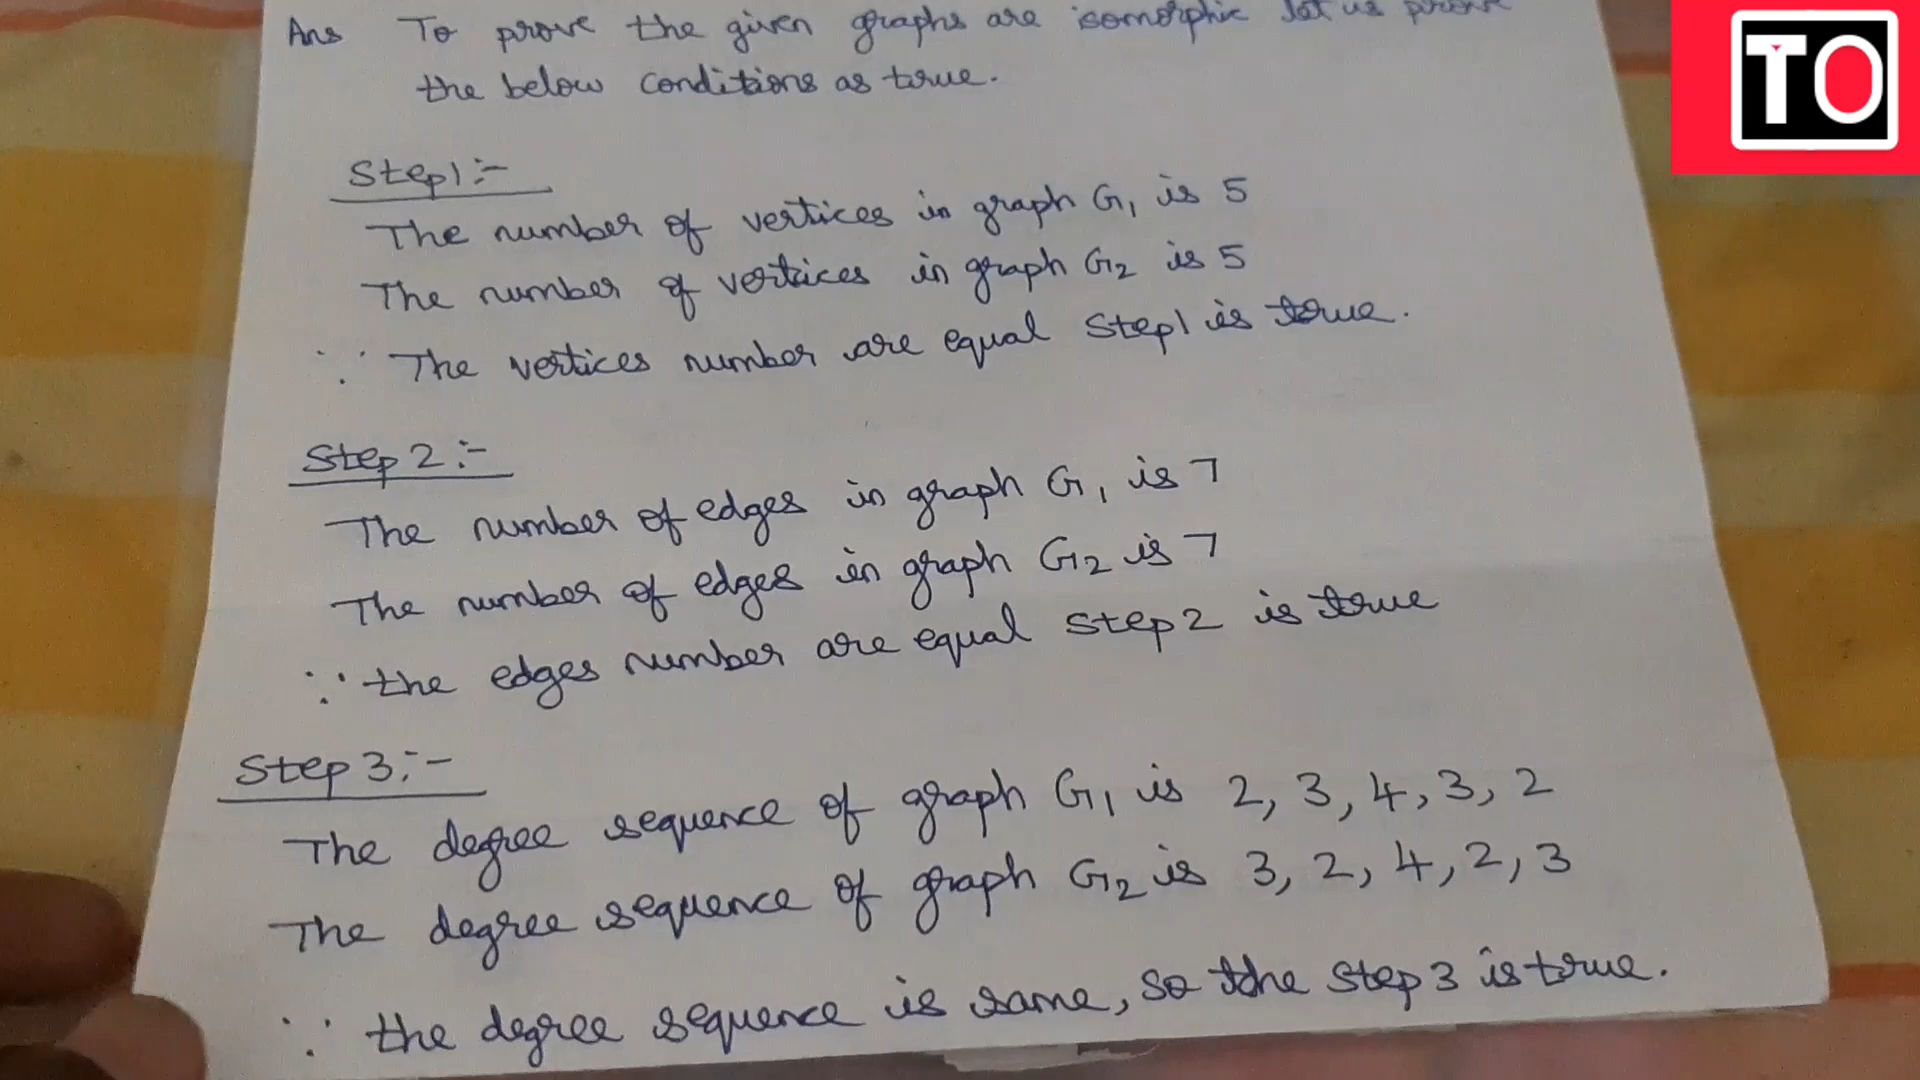 Ans To prove the given graphs are isomorphic let us prove
the below conditions as true.
Step1:-
The number of vertices in graph G1 is 5
The number of vertices in graph G2 is 5
∵ The vertices number are equal Step1 is true.
Step 2:-
The number of edges in graph G1 is 7
The number of edges in graph G2 is 7
∵ the edges number are equal step2 is true
Step 3:-
The degree sequence of graph G1 is 2, 3, 4, 3, 2
The degree sequence of graph G2 is 3, 2, 4, 2, 3
∵ the degree sequence is same, so the step 3 is true.
TO